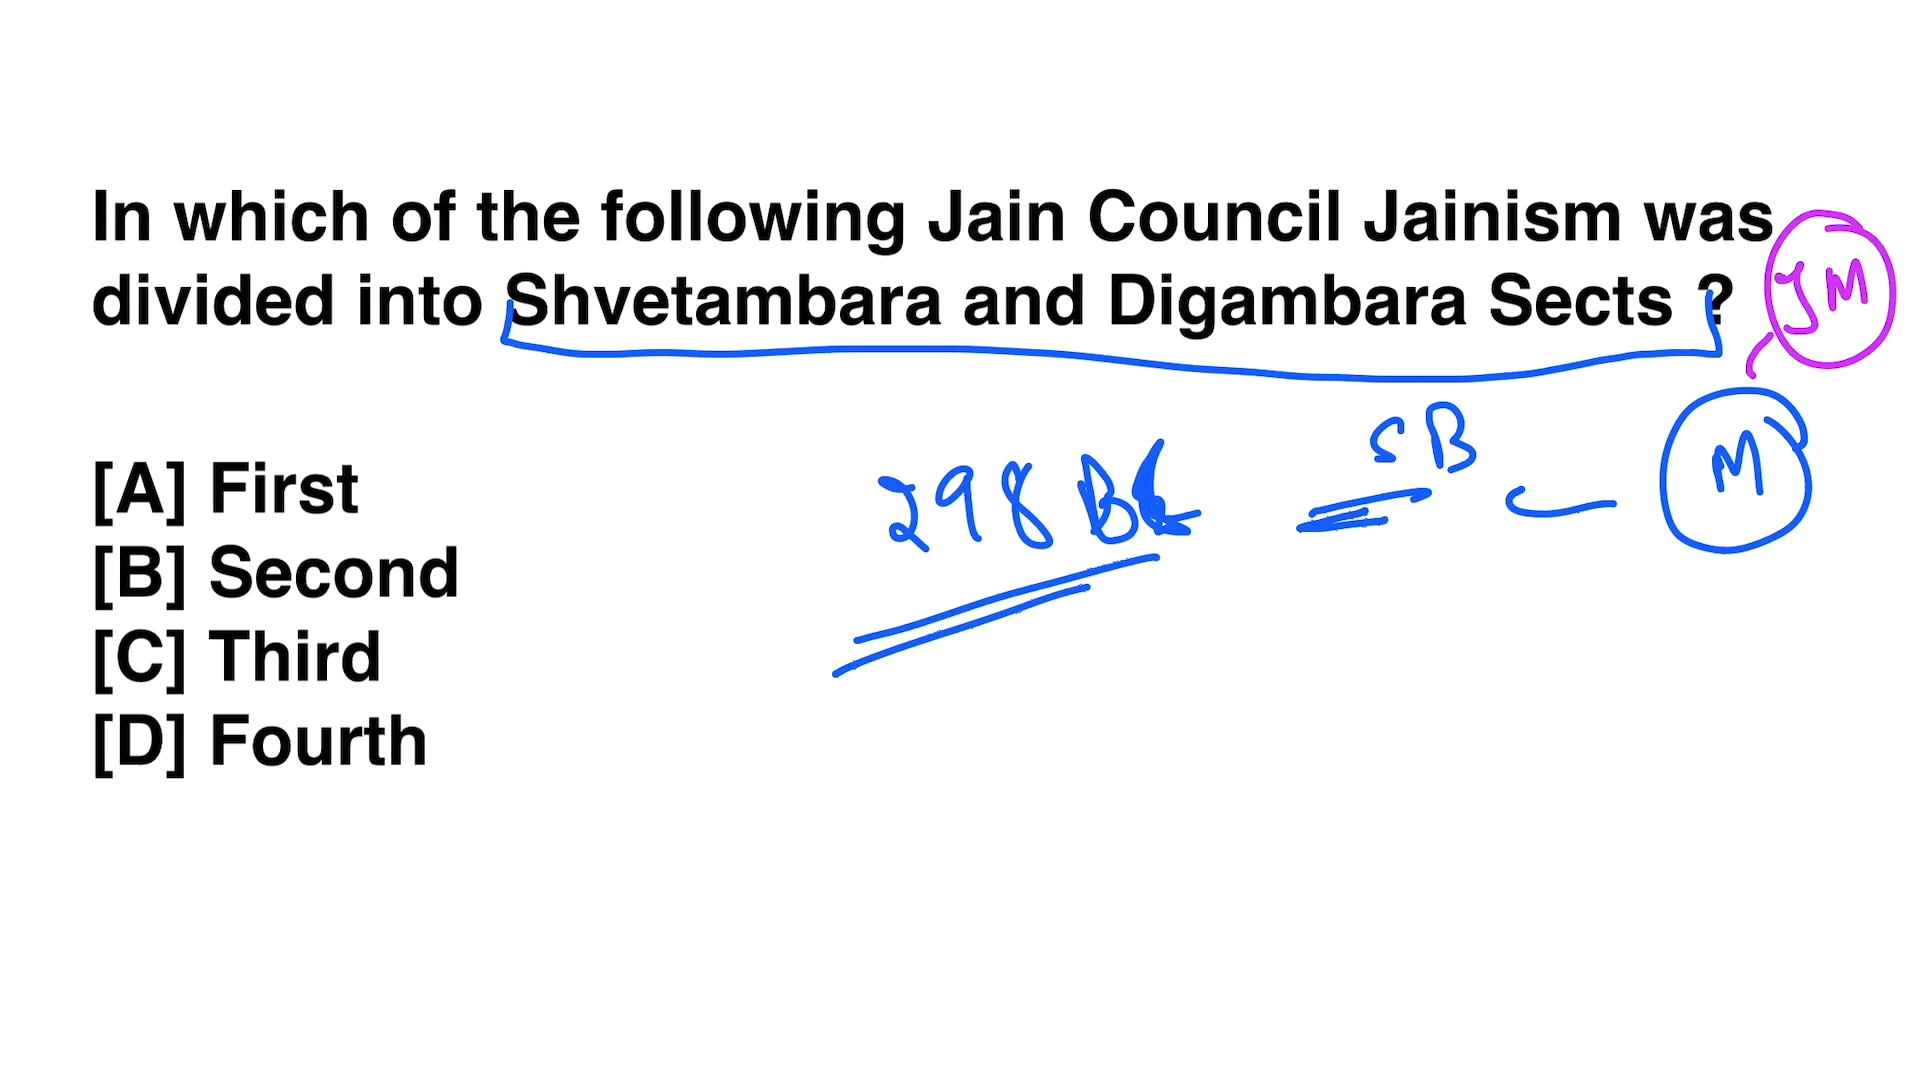 In which of the following Jain Council Jainism was
divided into Shvetambara and Digambara Sects ?
JM
[A] First
[B] Second
[C] Third
[D] Fourth
298 BC
SB
M